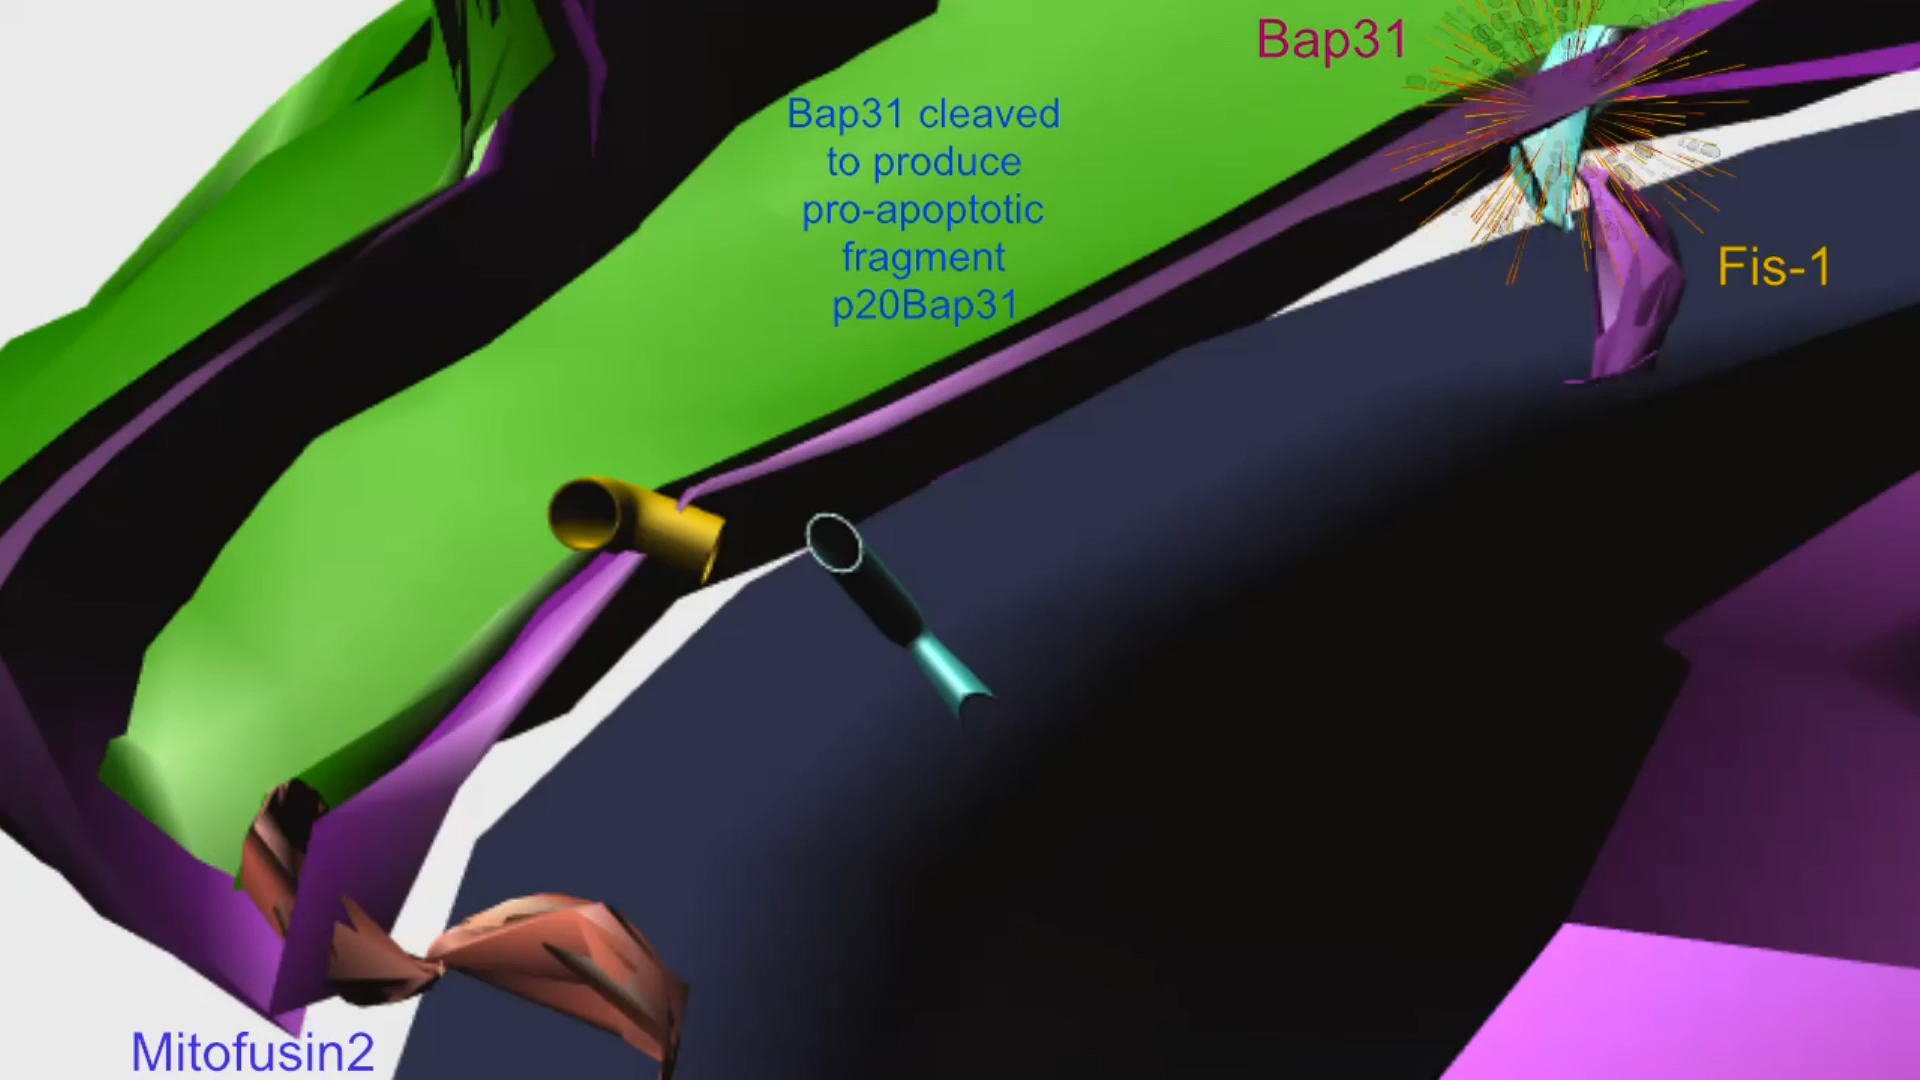 Bap31
Bap31 cleaved
to produce
pro-apoptotic
fragment
p20Bap31
Fis-1
Mitofusin2